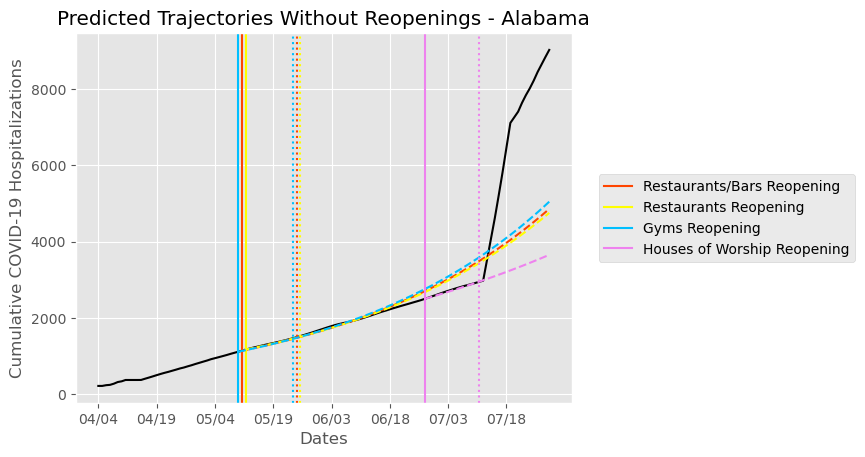 Predicted Trajectories Without Reopenings - Alabama
Cumulative COVID-19 Hospitalizations
8000
6000
4000
2000
0
04/04 04/19 05/04 05/19 06/03 06/18 07/03 07/18
Dates
Restaurants/Bars Reopening
Restaurants Reopening
Gyms Reopening
Houses of Worship Reopening